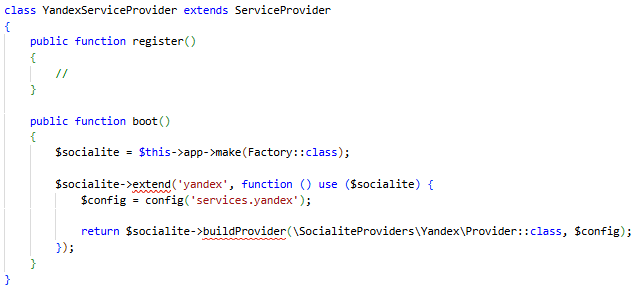 class YandexServiceProvider extends ServiceProvider
{
    public function register()
    {
        //
    }

    public function boot()
    {
        $socialite = $this->app->make(Factory::class);

        $socialite->extend('yandex', function () use ($socialite) {
            $config = config('services.yandex');

            return $socialite->buildProvider(\SocialiteProviders\Yandex\Provider::class, $config);
        });
    }
}